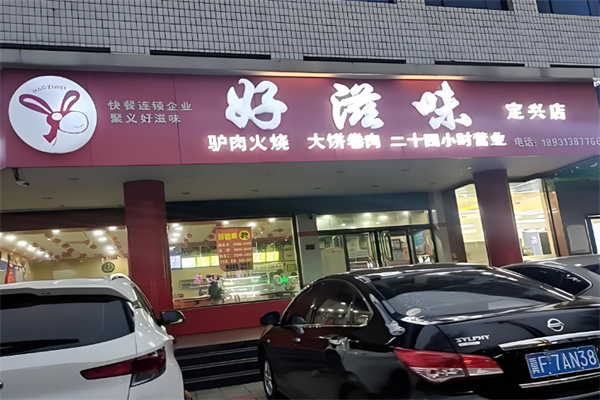 HAO ZIWEI
快餐连锁企业
聚义好滋味
好滋味
定兴店
驴肉火烧 大饼卷肉 二十四小时营业
电话：1893138776
SYLPHY
F·7AN38